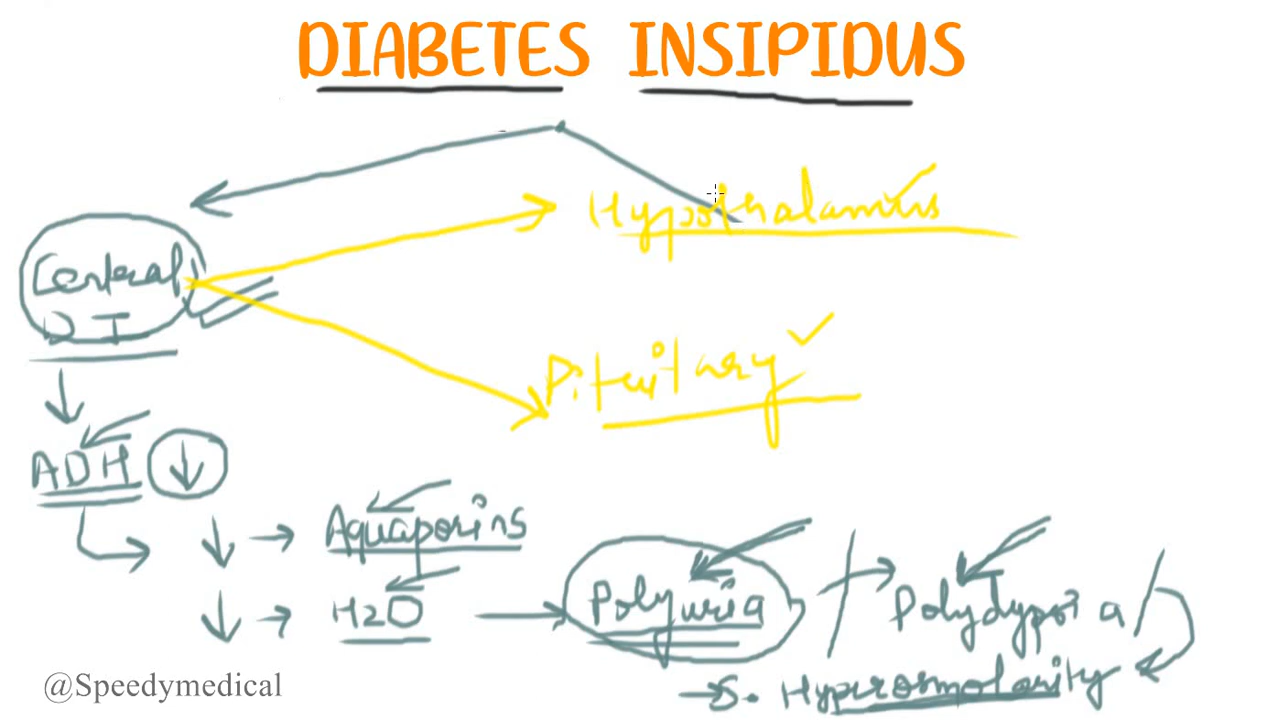 DIABETES INSIPIDUS
Hypothalamus
Central
DI
Pituitary
ADH ↓
↓ → Aquaporins
↓ → H2O → Polyuria / → Polydypsia /
→ S. Hyperosmolarity
@Speedymedical